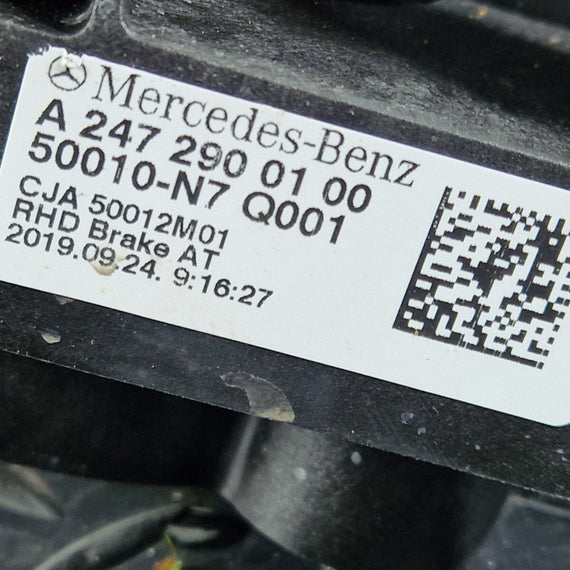 Mercedes-Benz
A 247 290 01 00
50010-N7 Q001
CJA 50012M01
RHD Brake AT
2019.09.24. 9:16:27